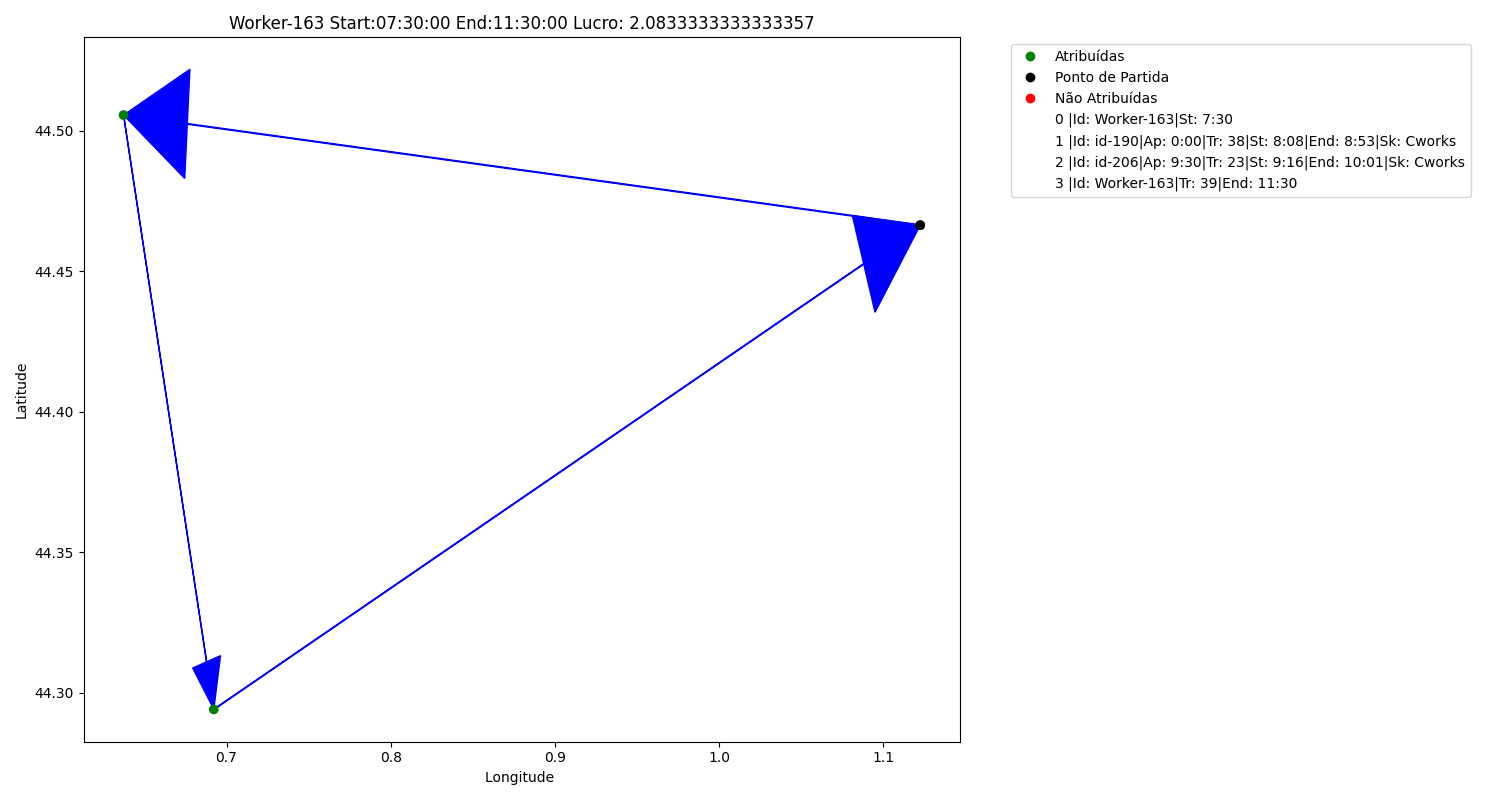 Worker-163 Start:07:30:00 End:11:30:00 Lucro: 2.0833333333333357
Atribuídas
Ponto de Partida
Não Atribuídas
0 |Id: Worker-163|St: 7:30
1 |Id: id-190|Ap: 0:00|Tr: 38|St: 8:08|End: 8:53|Sk: Cworks
2 |Id: id-206|Ap: 9:30|Tr: 23|St: 9:16|End: 10:01|Sk: Cworks
3 |Id: Worker-163|Tr: 39|End: 11:30
Latitude
44.50
44.45
44.40
44.35
44.30
0.7 0.8 0.9 1.0 1.1
Longitude